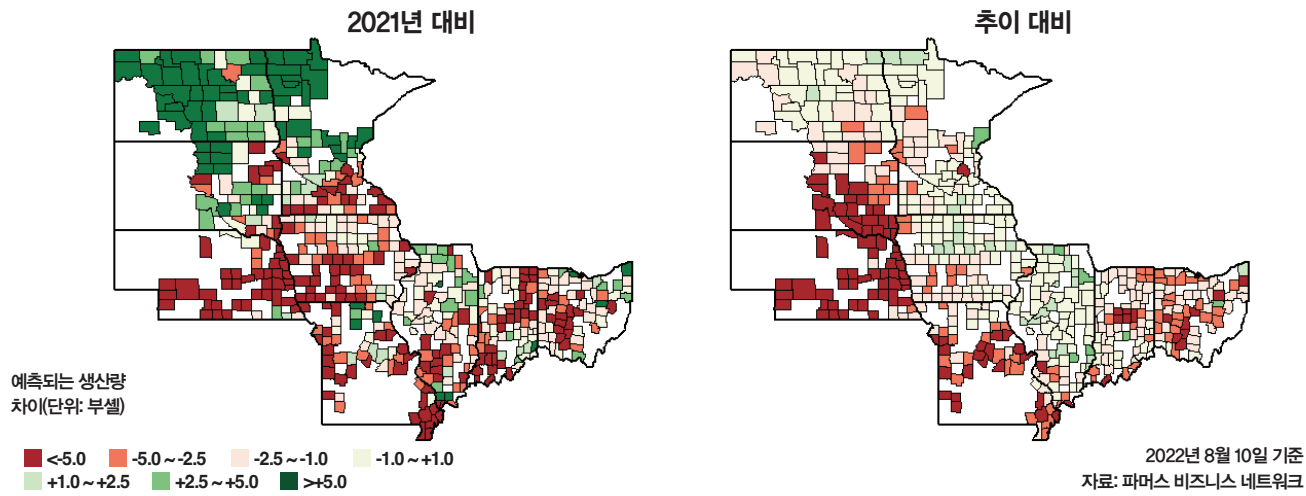 2021년 대비
추이 대비
예측되는 생산량
차이(단위: 부셸)
<-5.0
-5.0~-2.5
-2.5~-1.0
-1.0~+1.0
+1.0~+2.5
+2.5~+5.0
>+5.0
2022년 8월 10일 기준
자료: 파머스 비즈니스 네트워크